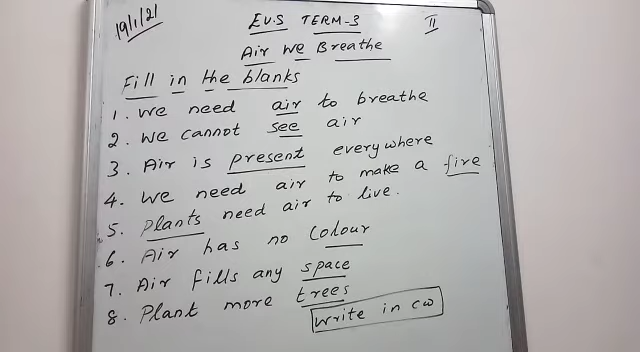 19/1/21
E.V.S TERM-3
II
Air We Breathe
Fill in the blanks
1. We need air to breathe
2. We cannot see air
3. Air is present everywhere
4. We need air to make a fire
5. Plants need air to live.
6. Air has no Colour
7. Air fills any space
8. Plant more trees
Write in CW